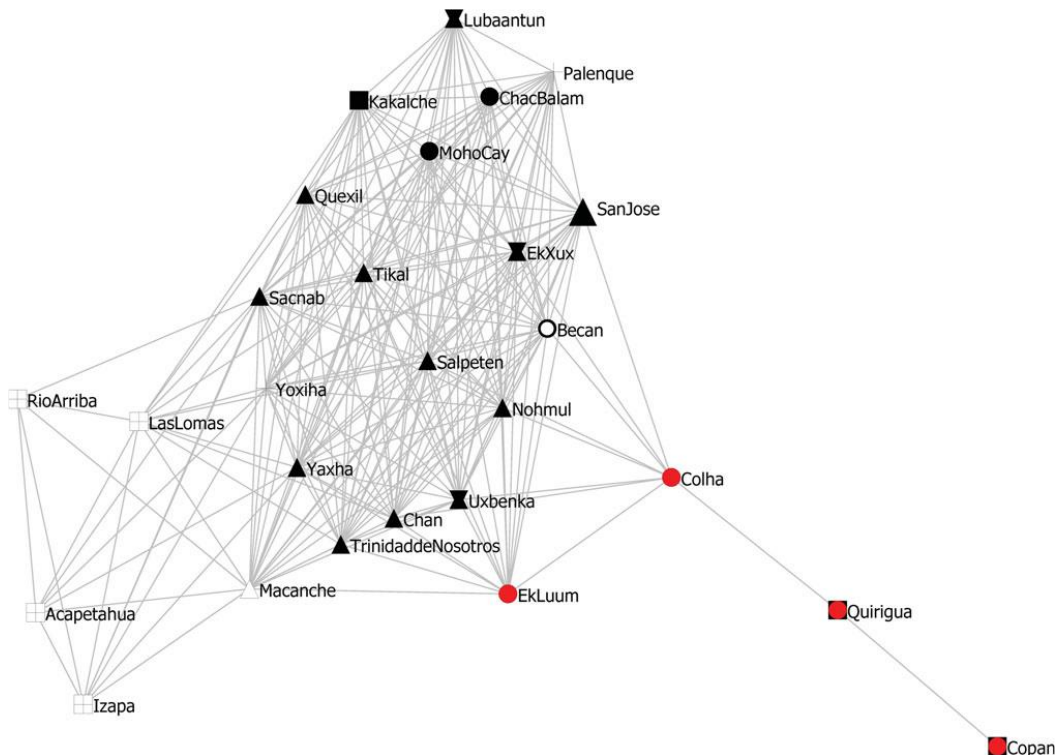 Lubaantun
Palenque
Kakalche
ChacBalam
MohoCay
Quexil
SanJose
EkXux
Tikal
Sacnab
Becan
Salpeten
Yoxiha
RioArriba
Nohmul
LasLomas
Yaxha
Colha
Uxbenka
Chan
TrinidaddeNosotros
Macanche
EkLuum
Acapetahua
Quirigua
Izapa
Copan